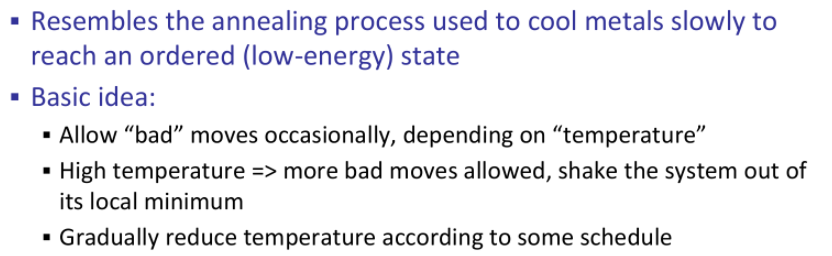 ▪ Resembles the annealing process used to cool metals slowly to
reach an ordered (low-energy) state
▪ Basic idea:
▪ Allow “bad” moves occasionally, depending on “temperature”
▪ High temperature => more bad moves allowed, shake the system out of
its local minimum
▪ Gradually reduce temperature according to some schedule